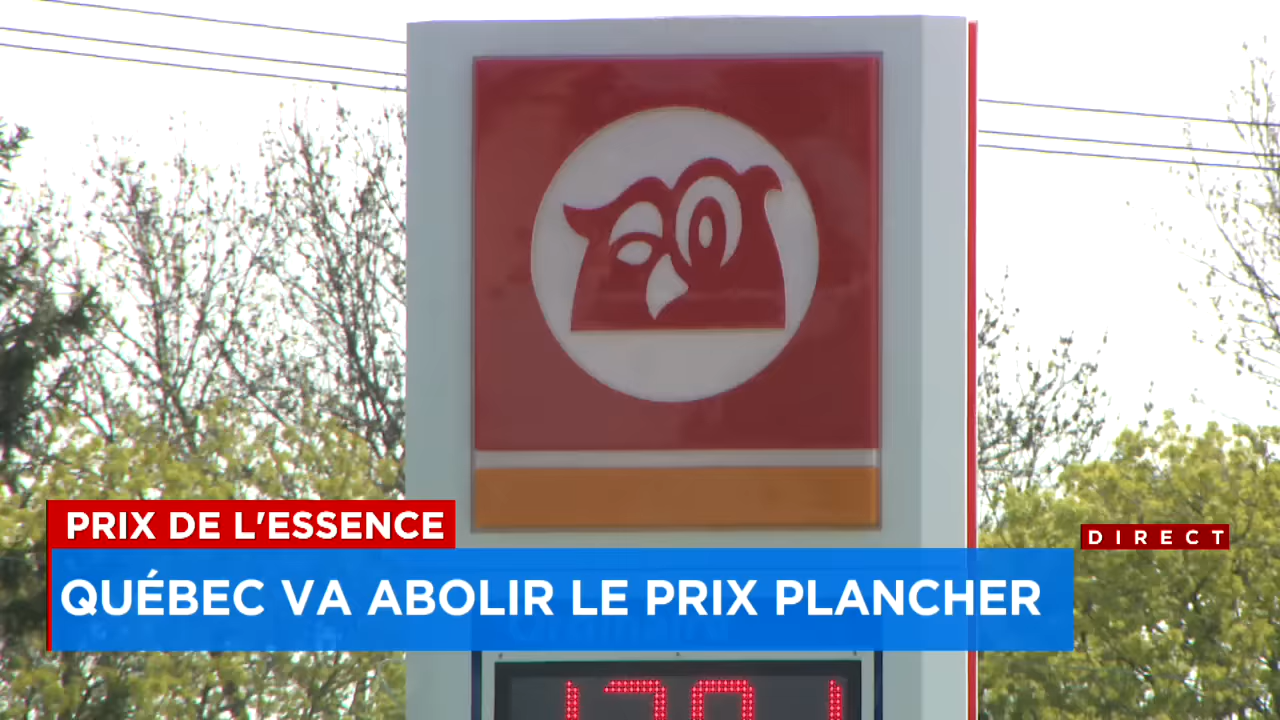 PRIX DE L'ESSENCE
DIRECT
QUÉBEC VA ABOLIR LE PRIX PLANCHER